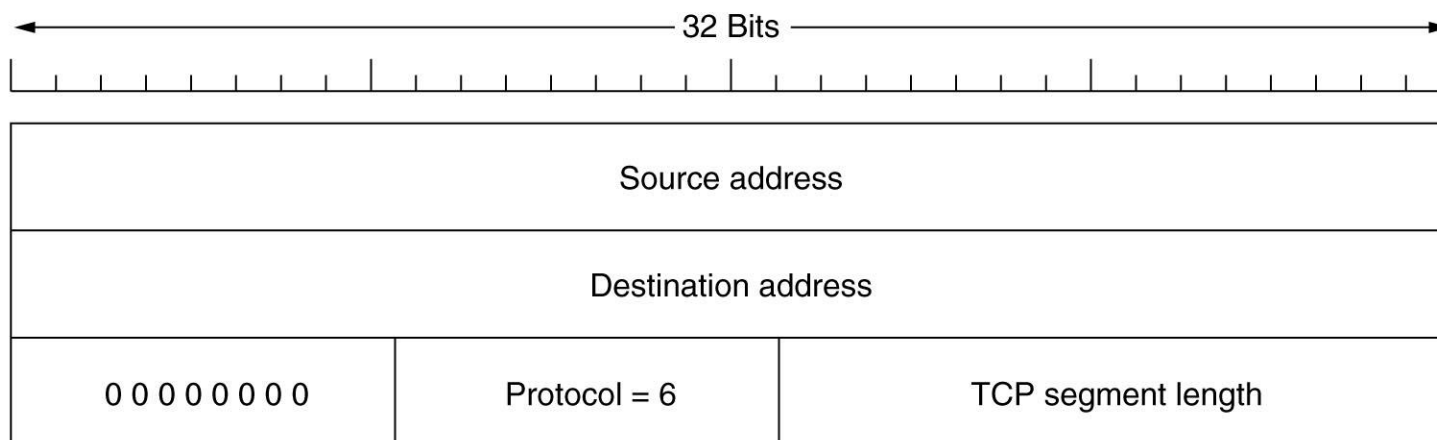 32 Bits
Source address
Destination address
0 0 0 0 0 0 0 0 Protocol = 6 TCP segment length